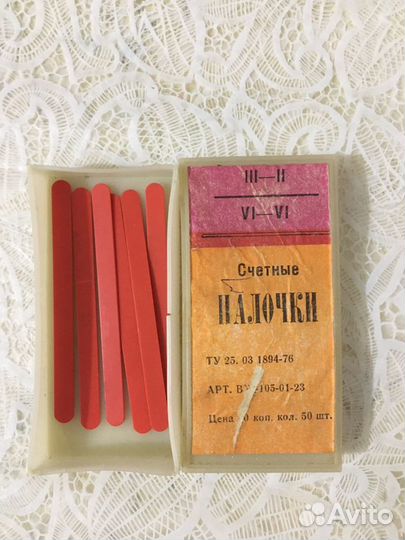 III—II
VI—VI
Счетные
ПАЛОЧКИ
ТУ 25. 03 1894-76
АРТ. 105-01-23
Цена коп. кол. 50 шт.
Avito